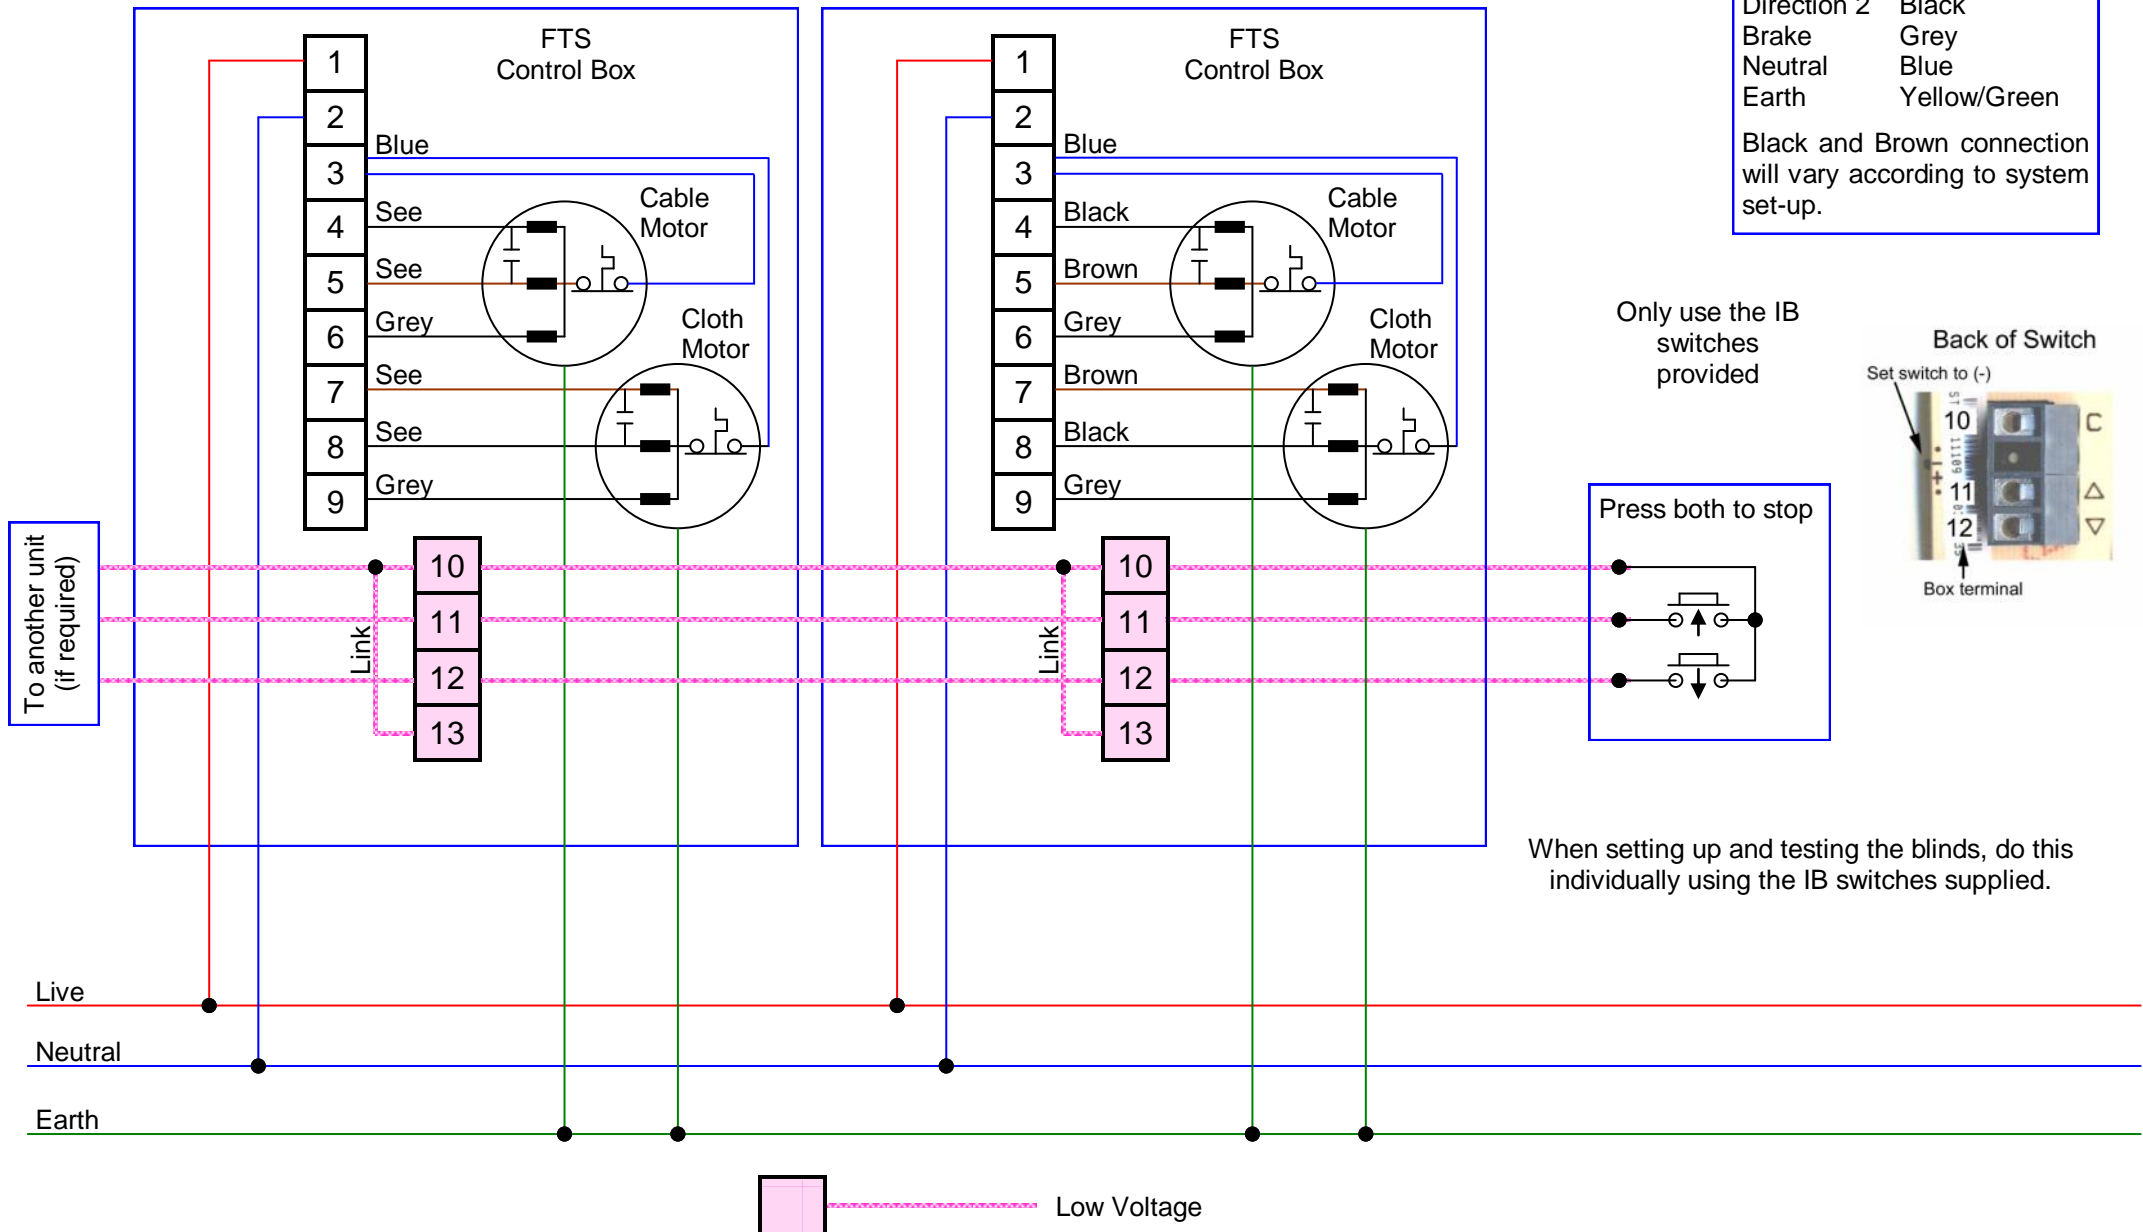 FTS
Control Box
1
2
3
4
5
6
7
8
9
Blue
See
See
Grey
See
See
Grey
Cable
Motor
Cloth
Motor
10
11
12
13
Link
To another unit
(if required)
FTS
Control Box
1
2
3
4
5
6
7
8
9
Blue
Black
Brown
Grey
Brown
Black
Grey
Cable
Motor
Cloth
Motor
10
11
12
13
Link
Direction 2 Black
Brake Grey
Neutral Blue
Earth Yellow/Green
Black and Brown connection
will vary according to system
set-up.
Only use the IB
switches
provided
Back of Switch
Set switch to (-)
10
11
12
C
Box terminal
Press both to stop
When setting up and testing the blinds, do this
individually using the IB switches supplied.
Live
Neutral
Earth
Low Voltage